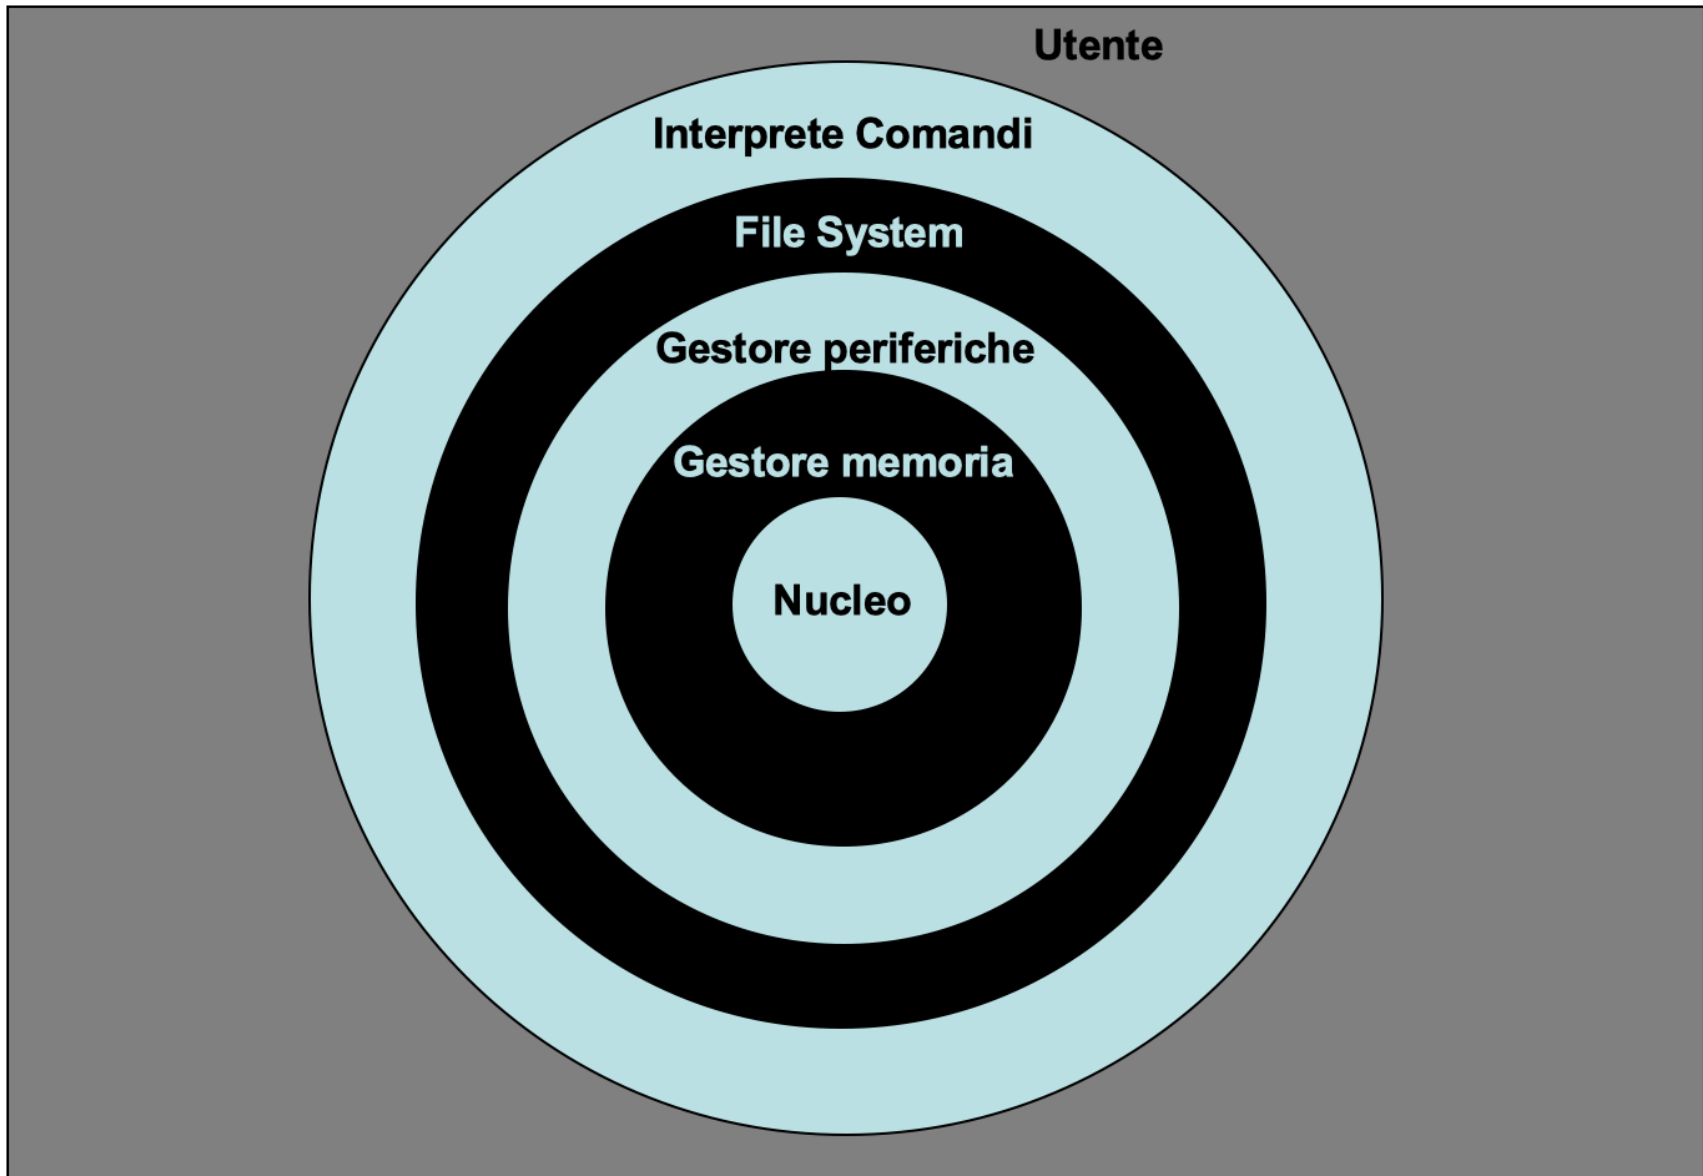 Utente
Interprete Comandi
File System
Gestore periferiche
Gestore memoria
Nucleo